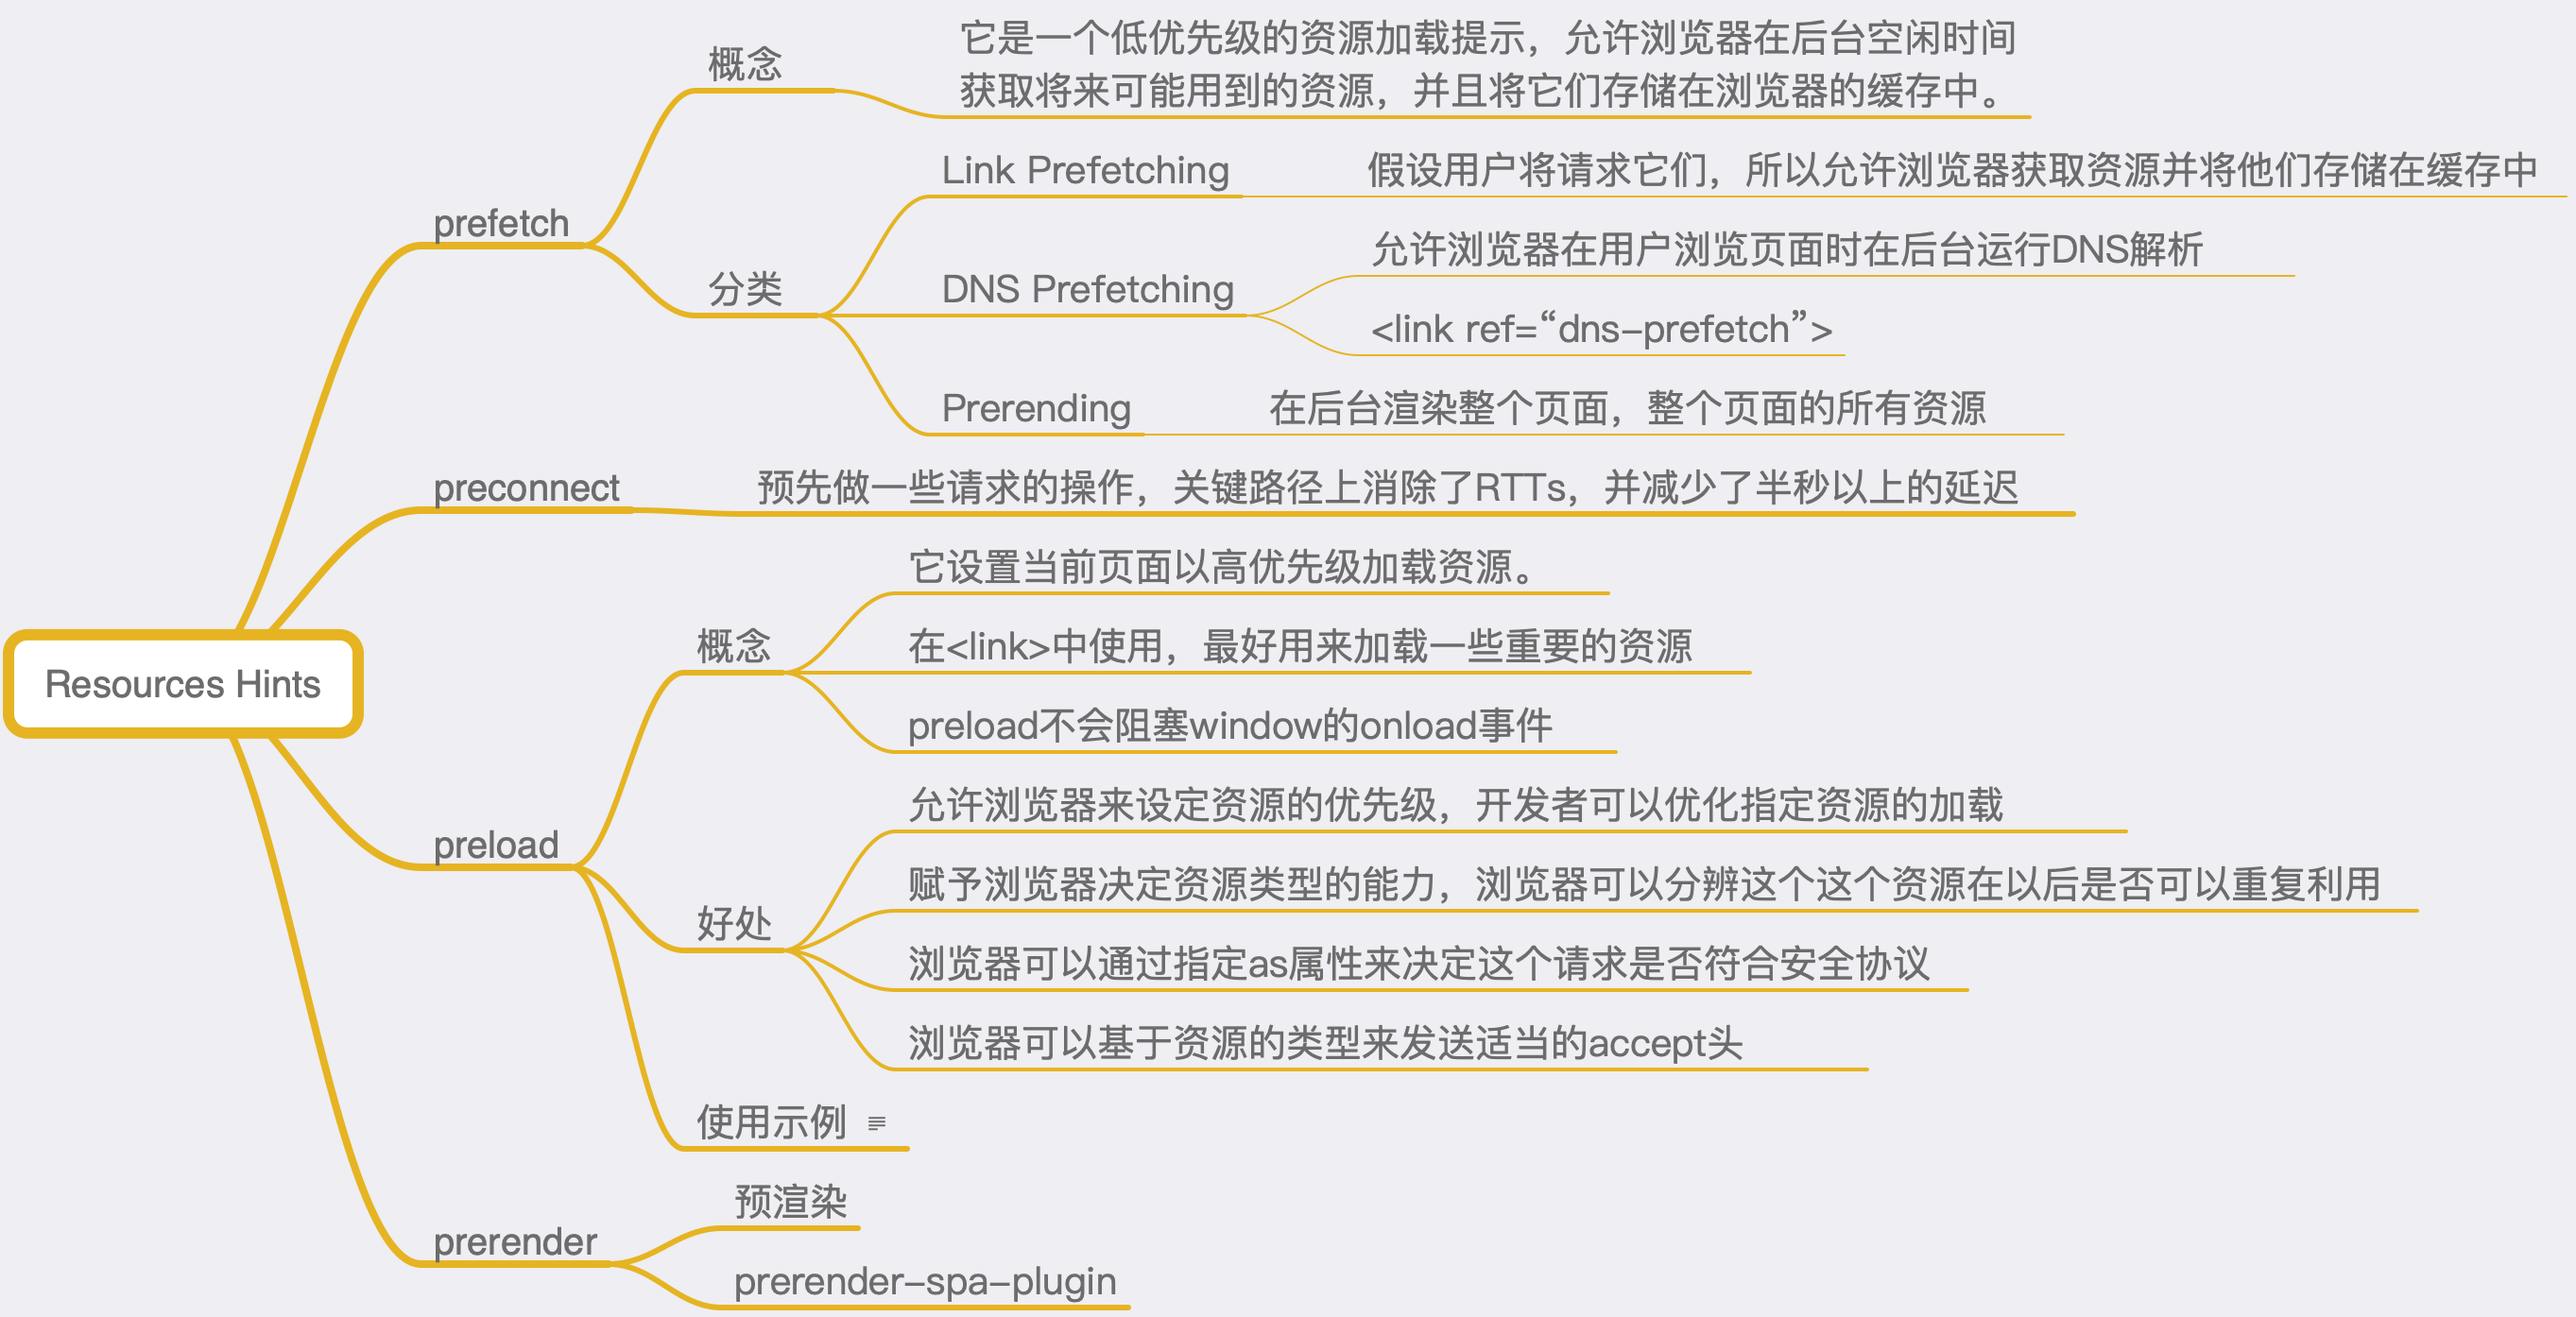 Resources Hints
prefetch
概念
它是一个低优先级的资源加载提示，允许浏览器在后台空闲时间
获取将来可能用到的资源，并且将它们存储在浏览器的缓存中。
分类
Link Prefetching
假设用户将请求它们，所以允许浏览器获取资源并将他们存储在缓存中
DNS Prefetching
允许浏览器在用户浏览页面时在后台运行DNS解析
<link ref=“dns-prefetch”>
Prerending
在后台渲染整个页面，整个页面的所有资源
preconnect
预先做一些请求的操作，关键路径上消除了RTTs，并减少了半秒以上的延迟
preload
概念
它设置当前页面以高优先级加载资源。
在<link>中使用，最好用来加载一些重要的资源
preload不会阻塞window的onload事件
好处
允许浏览器来设定资源的优先级，开发者可以优化指定资源的加载
赋予浏览器决定资源类型的能力，浏览器可以分辨这个这个资源在以后是否可以重复利用
浏览器可以通过指定as属性来决定这个请求是否符合安全协议
浏览器可以基于资源的类型来发送适当的accept头
使用示例
prerender
预渲染
prerender-spa-plugin